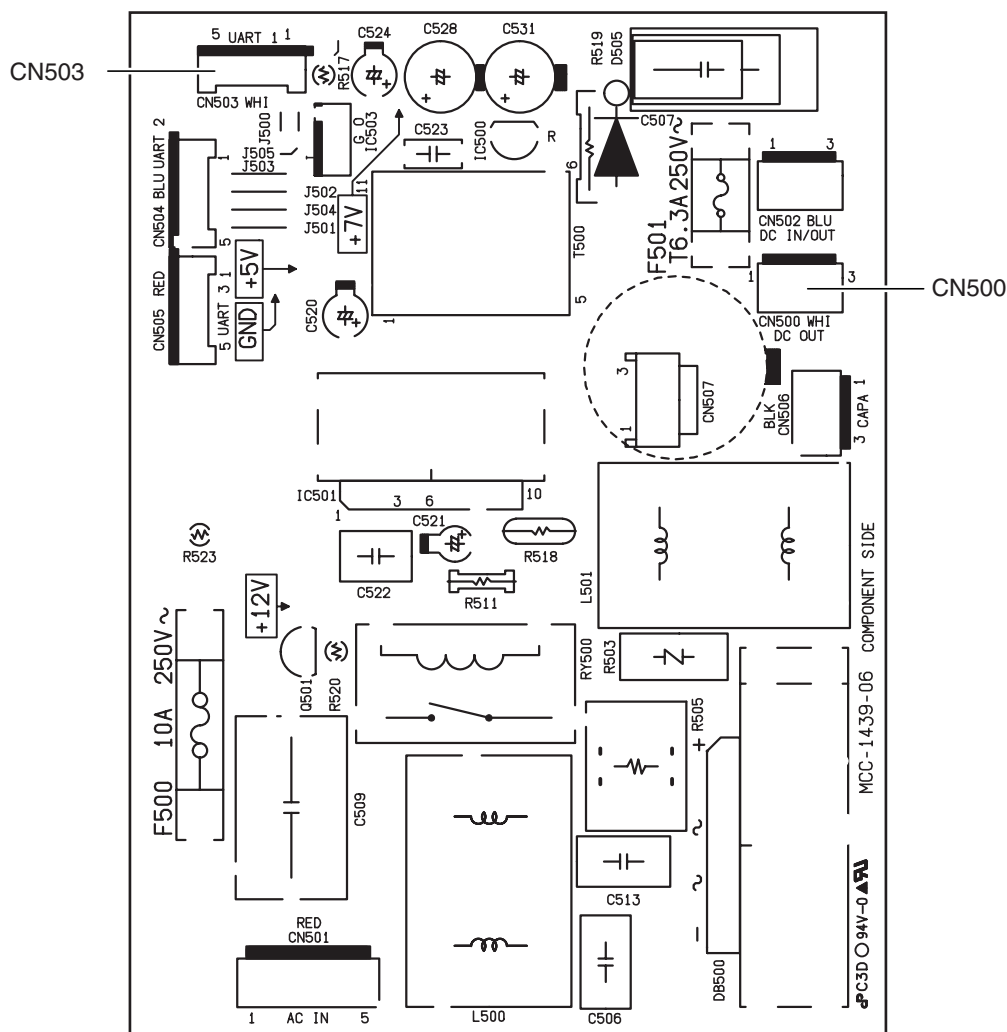 CN503
CN500
5 UART 1 1
CN503 WHI
R517
C524
C528
C531
R519
D505
C507
J500
J505
J503
J502
J504
J501
G O
IC503
C523
IC500
R
6
11
+7V
T500
1
5
CN504 BLU UART 2
1
5
CN505 RED
UART 3 1
5
+5V
GND
C520
F501
T6.3A 250V~
1 3
CN502 BLU
DC IN/OUT
1 3
CN500 WHI
DC OUT
3
1
CN507
BLK
CN506
3 CAPA 1
IC501
1 3 6 10
R523
C521
C522
R518
R511
L501
COMPONENT SIDE
MCC-1439-06
+12V
Q501
R520
RY500
R503
R505
F500 10A 250V~
C509
+
~
~
-
DB500
C513
C506
L500
RED
CN501
1 AC IN 5
PC3D 94V-0